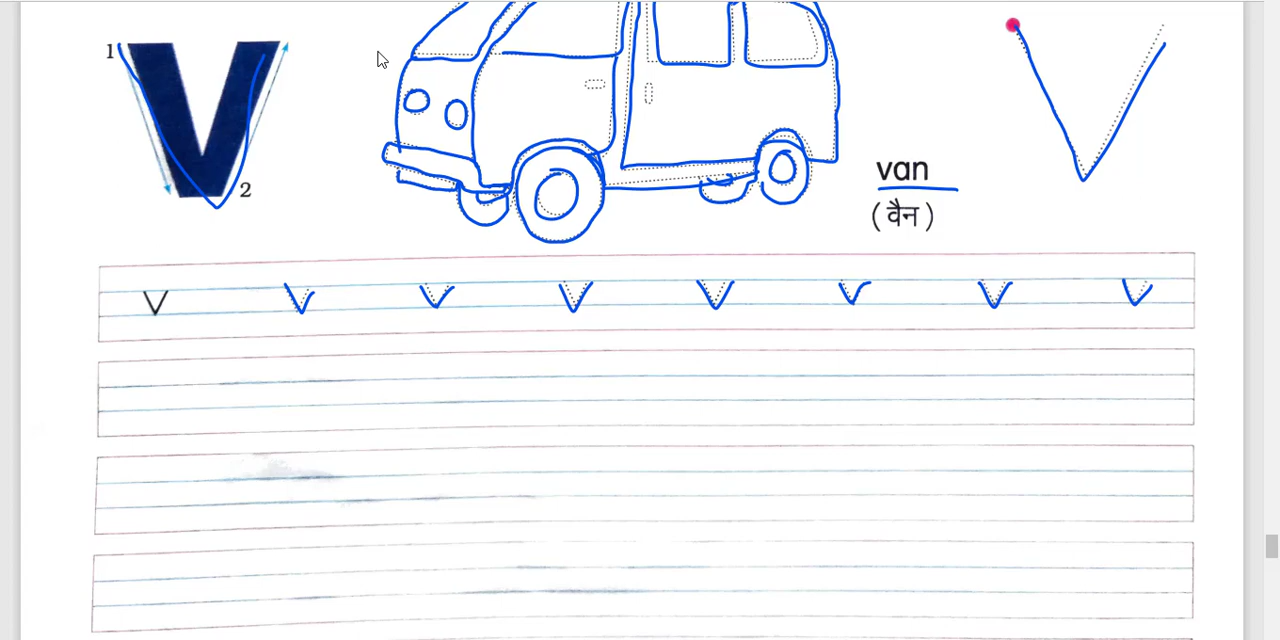 1 V 2
V
van
(वैन)
v v v v v v v v